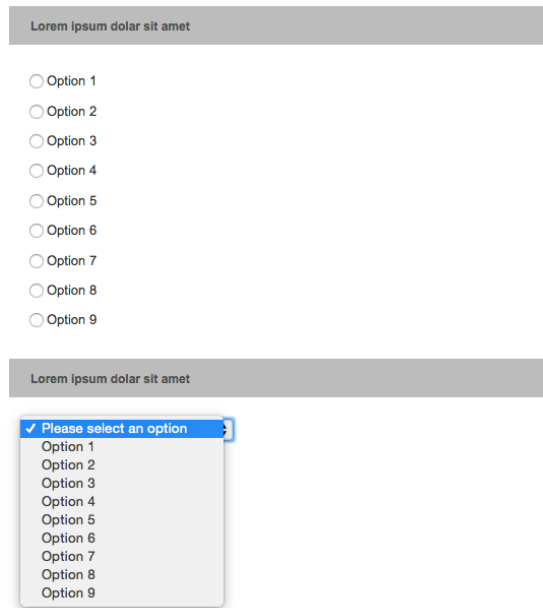 Lorem ipsum dolar sit amet
Option 1
Option 2
Option 3
Option 4
Option 5
Option 6
Option 7
Option 8
Option 9
Lorem ipsum dolar sit amet
✓ Please select an option
Option 1
Option 2
Option 3
Option 4
Option 5
Option 6
Option 7
Option 8
Option 9